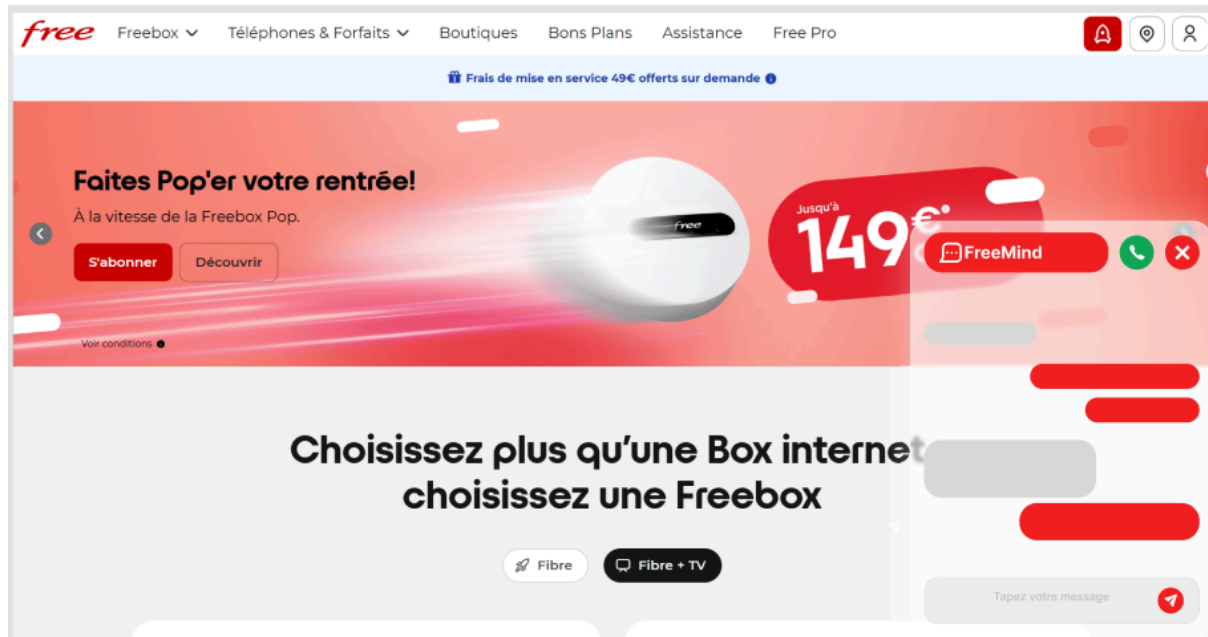 free Freebox Téléphones & Forfaits Boutiques Bons Plans Assistance Free Pro
Frais de mise en service 49€ offerts sur demande
Faites Pop'er votre rentrée!
À la vitesse de la Freebox Pop.
S'abonner Découvrir
Voir conditions
free
Jusqu'à
149€
FreeMind
Choisissez plus qu'une Box internet
choisissez une Freebox
Fibre Fibre + TV
Tapez votre message